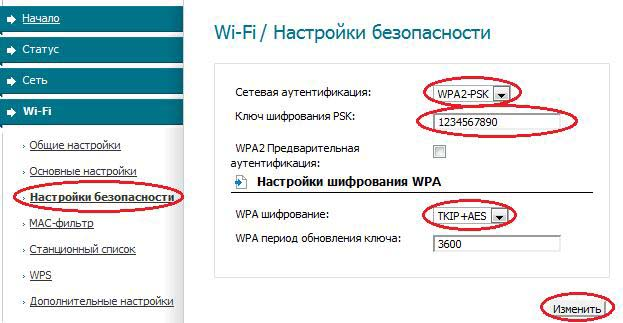 Начало
Статус
Сеть
Wi-Fi
Общие настройки
Основные настройки
Настройки безопасности
MAC-фильтр
Станционный список
WPS
Дополнительные настройки
Wi-Fi / Настройки безопасности
Сетевая аутентификация: WPA2-PSK
Ключ шифрования PSK: 1234567890
WPA2 Предварительная
аутентификация:
Настройки шифрования WPA
WPA шифрование: TKIP+AES
WPA период обновления ключа: 3600
Изменить